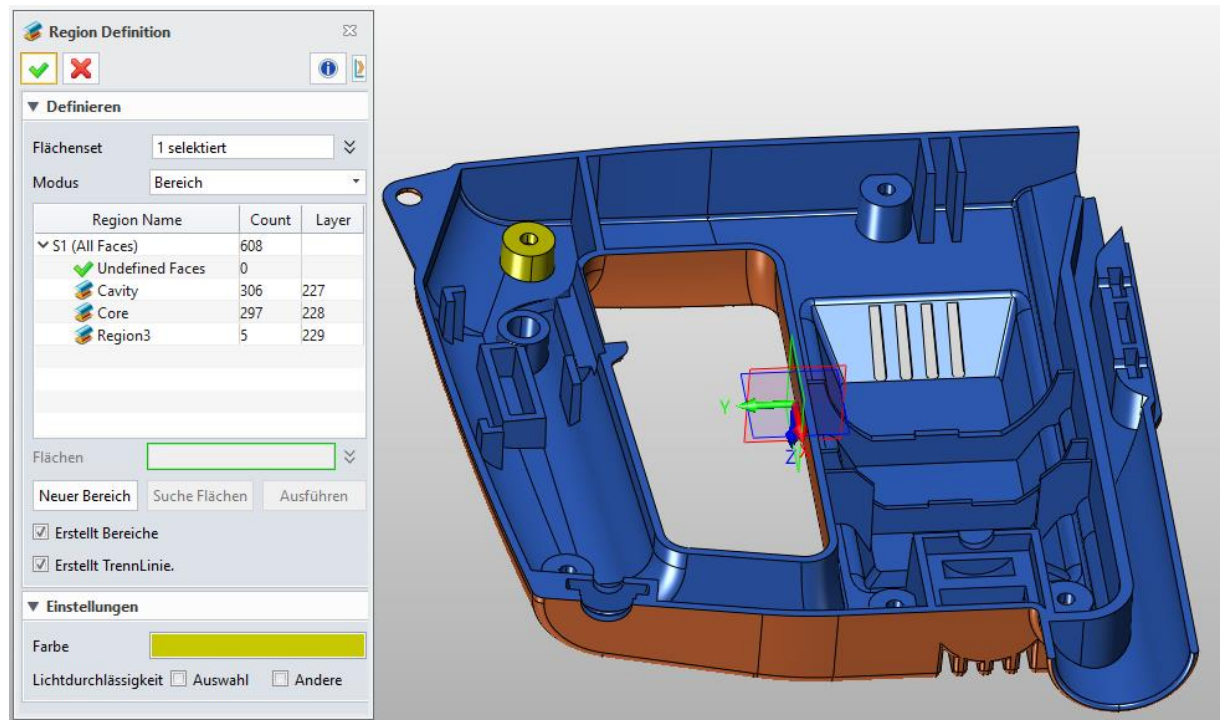 Region Definition
Definieren
Flächenset 1 selektiert
Modus Bereich
Region Name Count Layer
S1 (All Faces) 608
Undefined Faces 0
Cavity 306 227
Core 297 228
Region3 5 229
Flächen
Neuer Bereich Suche Flächen Ausführen
Erstellt Bereiche
Erstellt TrennLinie.
Einstellungen
Farbe
Lichtdurchlässigkeit Auswahl Andere
Y
Z